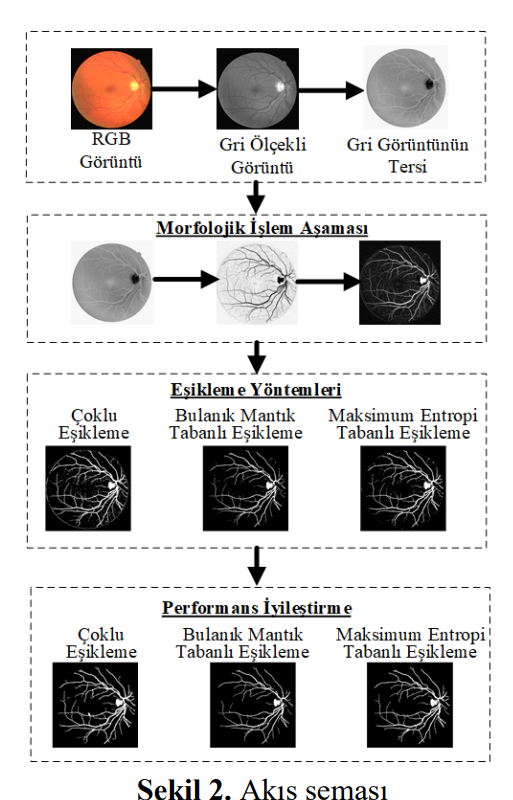 RGB
Görüntü
Gri Ölçekli
Görüntü
Gri Görüntünün
Tersi
Morfolojik İşlem Aşaması
Eşikleme Yöntemleri
Çoklu
Eşikleme
Bulanık Mantık
Tabanlı Eşikleme
Maksimum Entropi
Tabanlı Eşikleme
Performans İyileştirme
Çoklu
Eşikleme
Bulanık Mantık
Tabanlı Eşikleme
Maksimum Entropi
Tabanlı Eşikleme
Şekil 2. Akış şeması